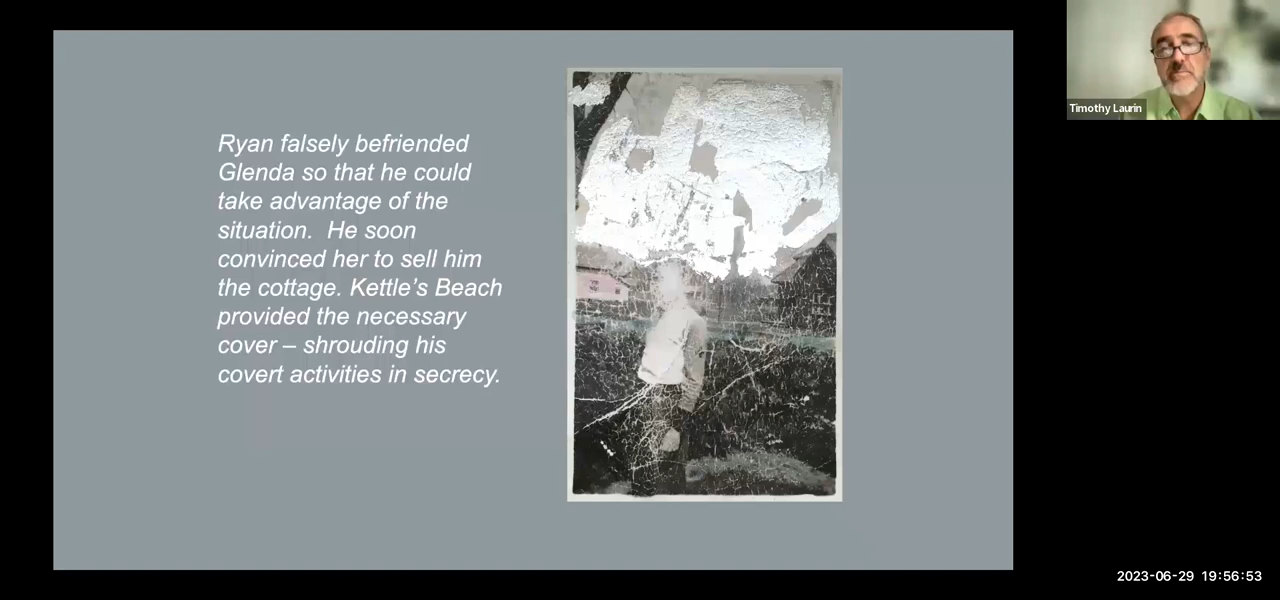 Ryan falsely befriended
Glenda so that he could
take advantage of the
situation.  He soon
convinced her to sell him
the cottage. Kettle’s Beach
provided the necessary
cover – shrouding his
covert activities in secrecy.
Timothy Laurin
2023-06-29 19:56:53